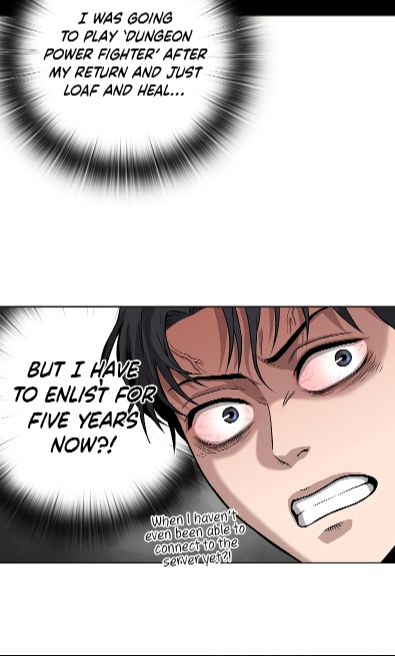 I WAS GOING
TO PLAY 'DUNGEON
POWER FIGHTER' AFTER
MY RETURN AND JUST
LOAF AND HEAL...
BUT I HAVE
TO ENLIST FOR
FIVE YEARS
NOW?!
When I haven't
even been able to
connect to the
server yet?!